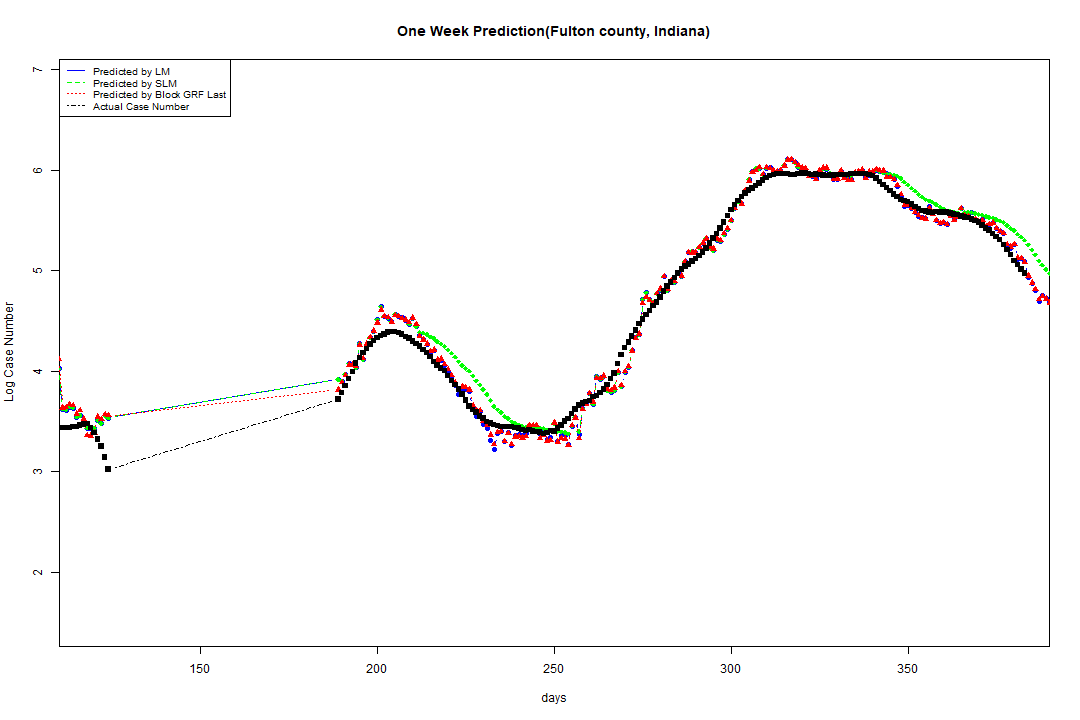 One Week Prediction(Fulton county, Indiana)
Predicted by LM
Predicted by SLM
Predicted by Block GRF Last
Actual Case Number
7
6
5
4
3
2
Log Case Number
150 200 250 300 350
days